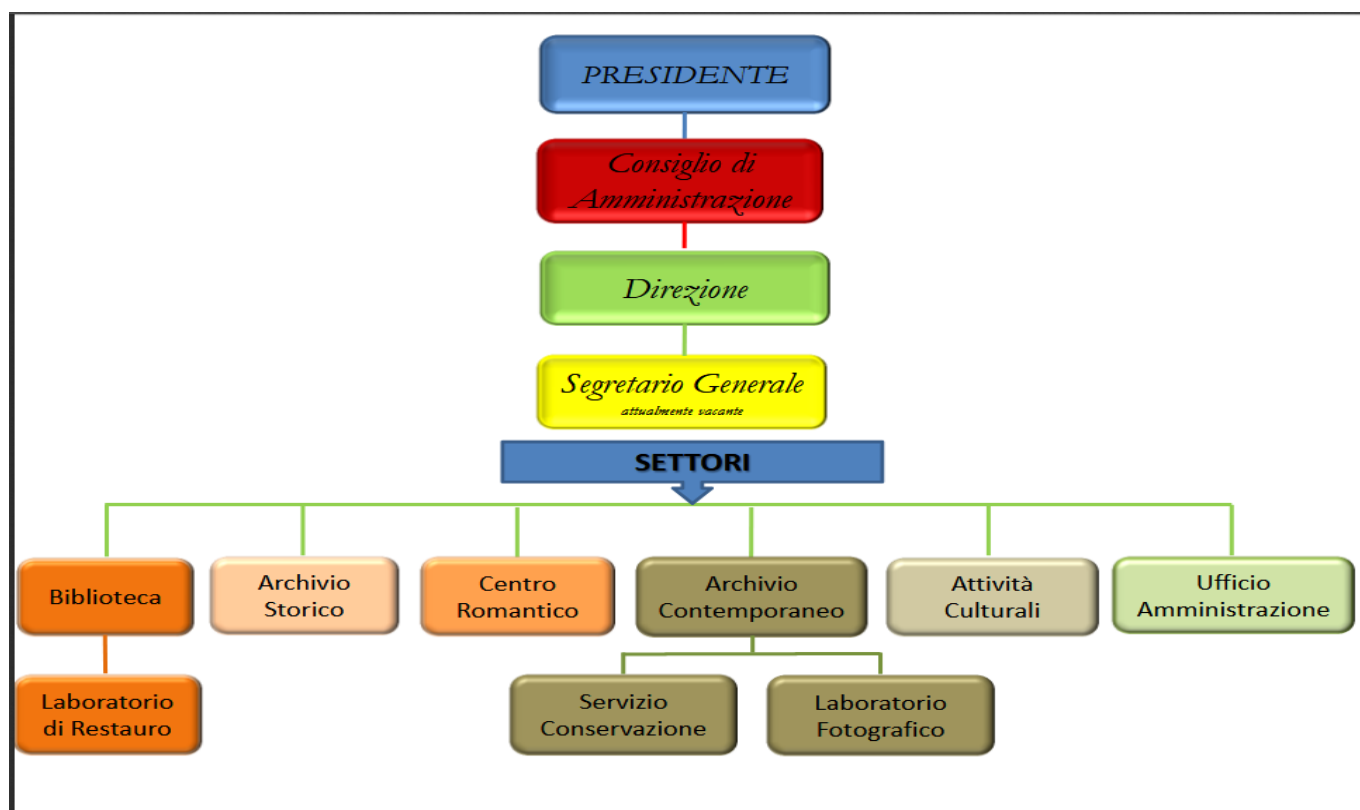 PRESIDENTE
Consiglio di
Amministrazione
Direzione
Segretario Generale
attualmente vacante
SETTORI
Biblioteca
Archivio
Storico
Centro
Romantico
Archivio
Contemporaneo
Attività
Culturali
Ufficio
Amministrazione
Laboratorio
di Restauro
Servizio
Conservazione
Laboratorio
Fotografico